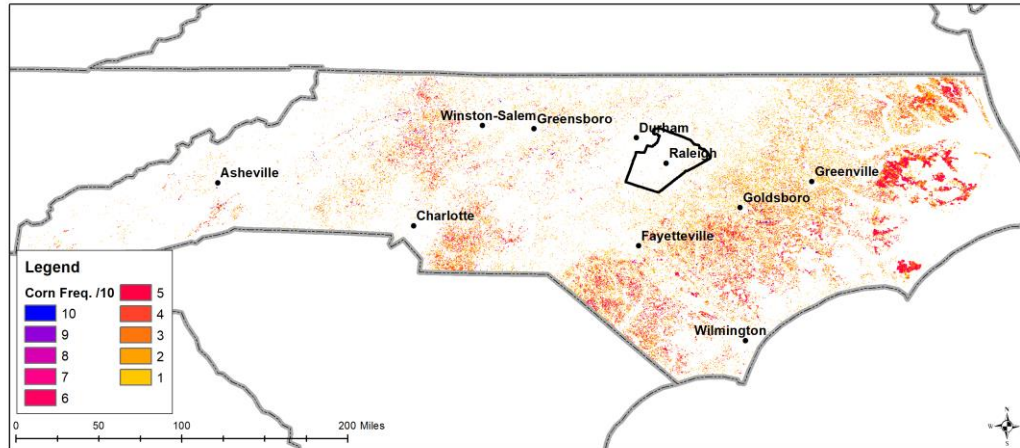 Durham
Winston-Salem
Greensboro
Raleigh
Asheville
Greenville
Goldsboro
Charlotte
Fayetteville
Wilmington
Legend
Corn Freq. /10
10
9
8
7
6
5
4
3
2
1
0 50 100 200 Miles
N
W E
S